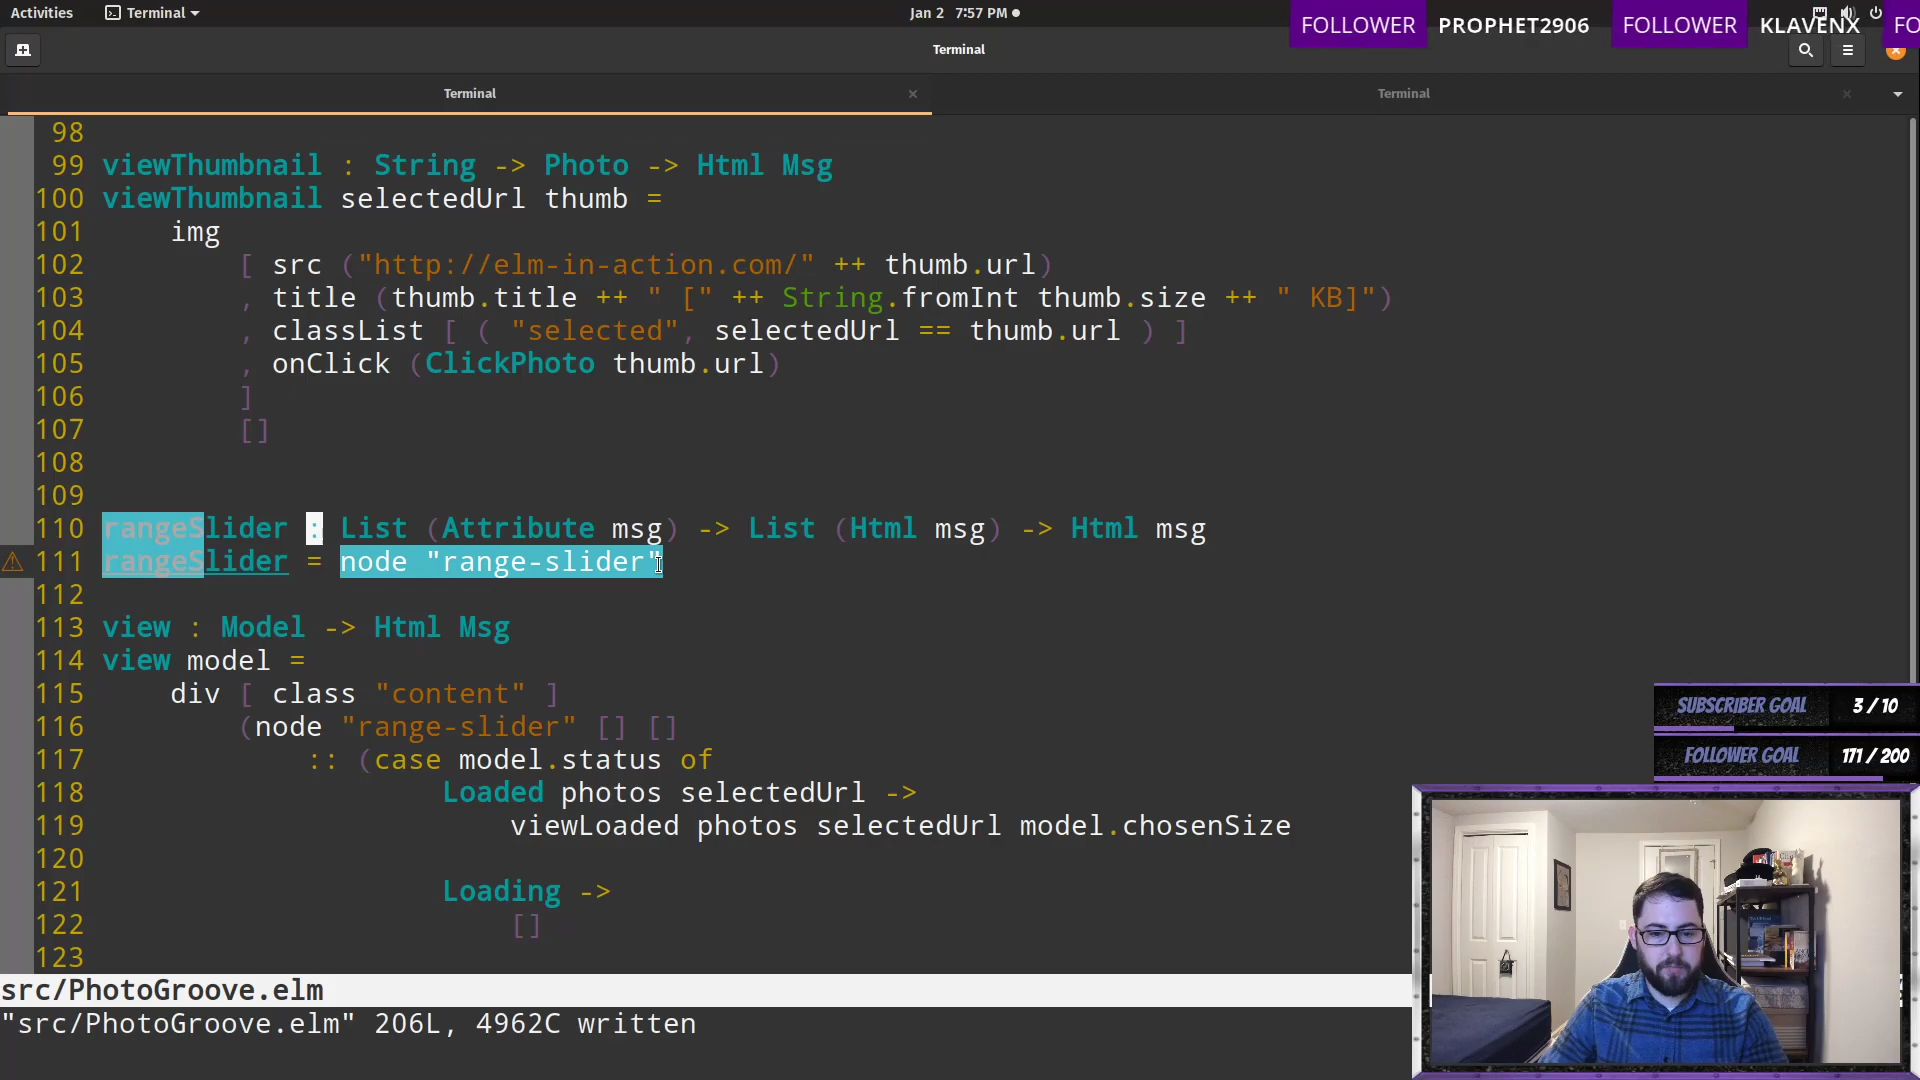 Activities Terminal Jan 2 7:57 PM
FOLLOWER PROPHET2906 FOLLOWER KLAVENX FO
Terminal
Terminal Terminal
98
99 viewThumbnail : String -> Photo -> Html Msg
100 viewThumbnail selectedUrl thumb =
101 img
102 [ src ("http://elm-in-action.com/" ++ thumb.url)
103 , title (thumb.title ++ " [" ++ String.fromInt thumb.size ++ " KB]")
104 , classList [ ( "selected", selectedUrl == thumb.url ) ]
105 , onClick (ClickPhoto thumb.url)
106 ]
107 []
108
109
110 rangeSlider : List (Attribute msg) -> List (Html msg) -> Html msg
111 rangeSlider = node "range-slider"
112
113 view : Model -> Html Msg
114 view model =
115 div [ class "content" ]
116 (node "range-slider" [] []
117 :: (case model.status of
118 Loaded photos selectedUrl ->
119 viewLoaded photos selectedUrl model.chosenSize
120
121 Loading ->
122 []
123
SUBSCRIBER GOAL 3 / 10
FOLLOWER GOAL 171 / 200
src/PhotoGroove.elm
"src/PhotoGroove.elm" 206L, 4962C written